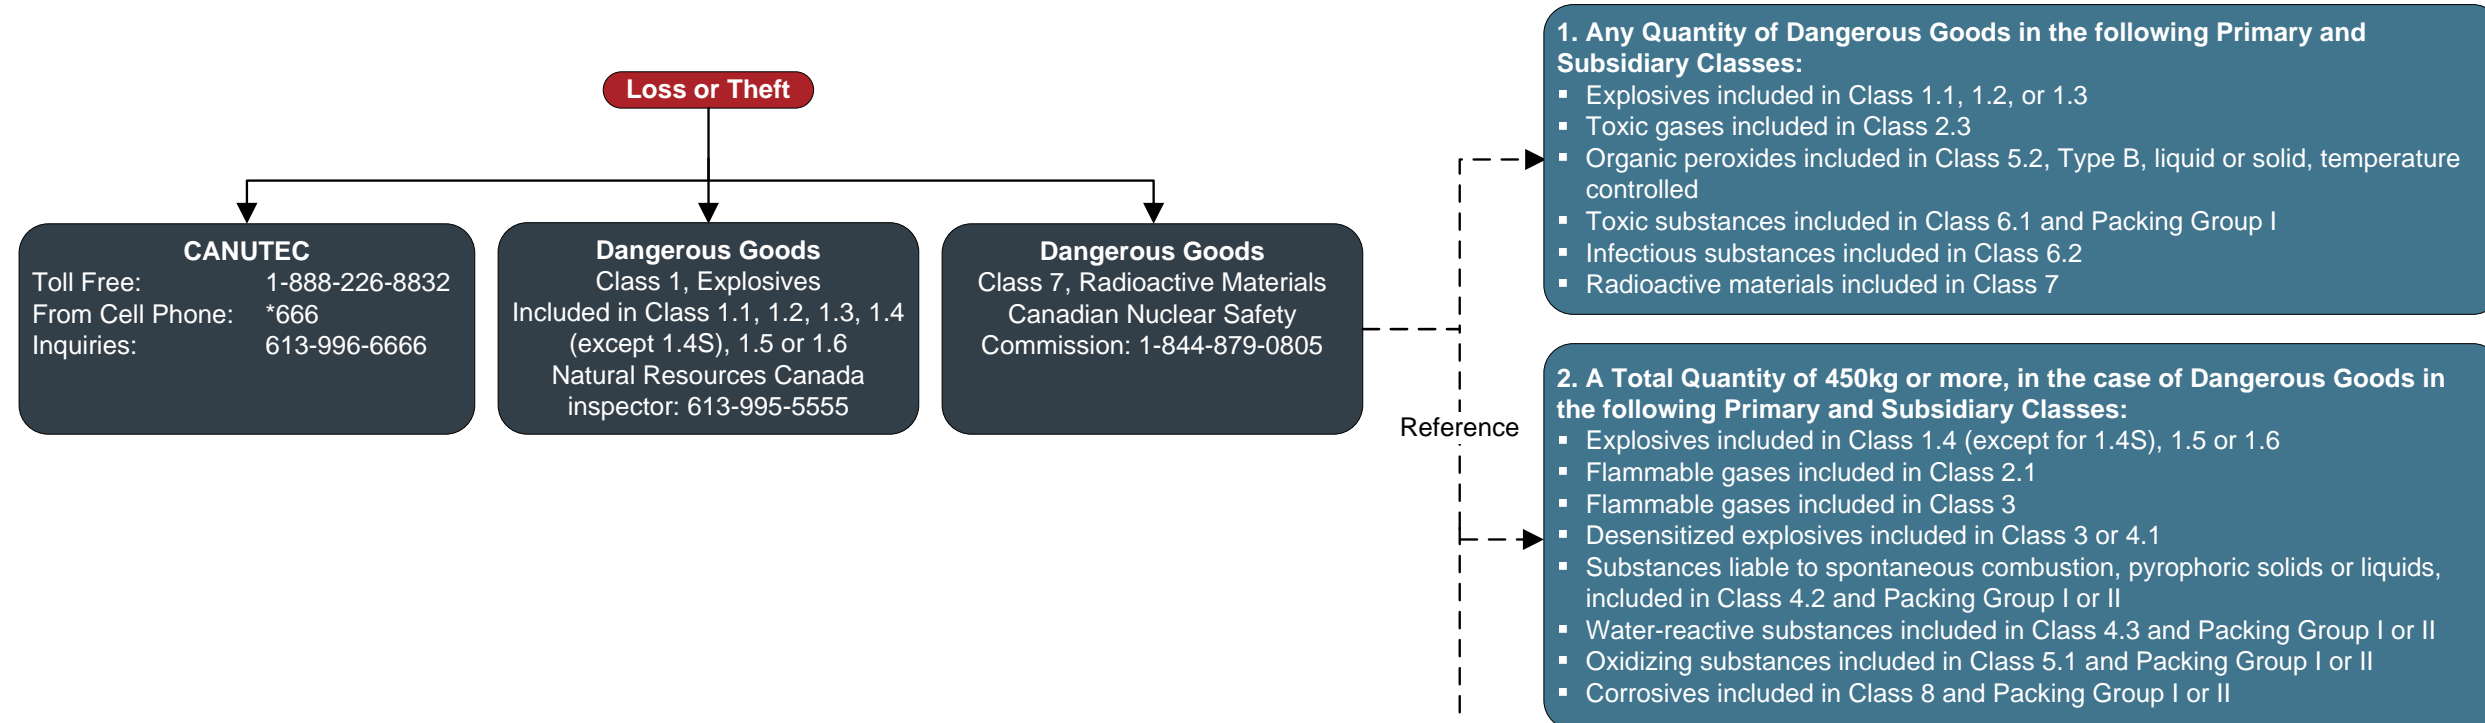 Loss or Theft
CANUTEC
Toll Free: 1-888-226-8832
From Cell Phone: *666
Inquiries: 613-996-6666
Dangerous Goods
Class 1, Explosives
Included in Class 1.1, 1.2, 1.3, 1.4
(except 1.4S), 1.5 or 1.6
Natural Resources Canada
inspector: 613-995-5555
Dangerous Goods
Class 7, Radioactive Materials
Canadian Nuclear Safety
Commission: 1-844-879-0805
Reference
1. Any Quantity of Dangerous Goods in the following Primary and
Subsidiary Classes:
▪ Explosives included in Class 1.1, 1.2, or 1.3
▪ Toxic gases included in Class 2.3
▪ Organic peroxides included in Class 5.2, Type B, liquid or solid, temperature
controlled
▪ Toxic substances included in Class 6.1 and Packing Group I
▪ Infectious substances included in Class 6.2
▪ Radioactive materials included in Class 7
2. A Total Quantity of 450kg or more, in the case of Dangerous Goods in
the following Primary and Subsidiary Classes:
▪ Explosives included in Class 1.4 (except for 1.4S), 1.5 or 1.6
▪ Flammable gases included in Class 2.1
▪ Flammable gases included in Class 3
▪ Desensitized explosives included in Class 3 or 4.1
▪ Substances liable to spontaneous combustion, pyrophoric solids or liquids,
included in Class 4.2 and Packing Group I or II
▪ Water-reactive substances included in Class 4.3 and Packing Group I or II
▪ Oxidizing substances included in Class 5.1 and Packing Group I or II
▪ Corrosives included in Class 8 and Packing Group I or II